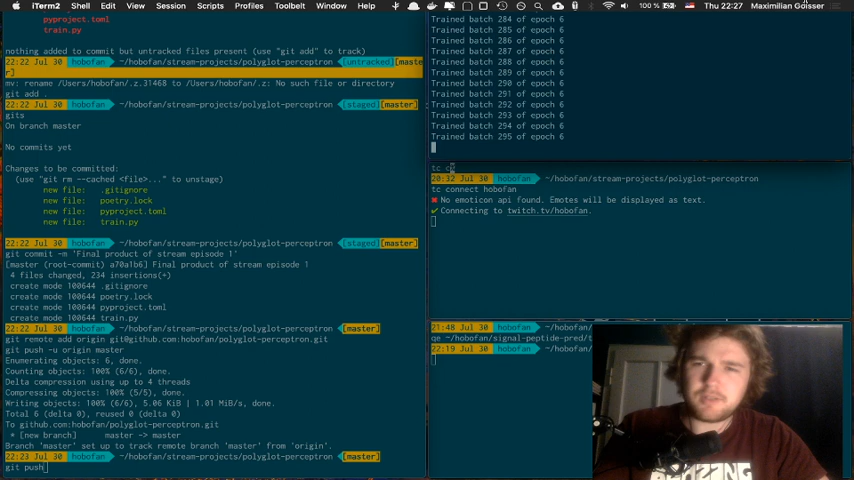 iTerm2 Shell Edit View Session Scripts Profiles Toolbelt Window Help 100 % Thu 22:27 Maximilian Goisser
pyproject.toml
train.py
nothing added to commit but untracked files present (use "git add" to track)
22:22 Jul 30 hobofan ~/hobofan/stream-projects/polyglot-perceptron (untracked)[maste
r]
mv: rename /Users/hobofan/.z.31468 to /Users/hobofan/.z: No such file or directory
git add .
22:22 Jul 30 hobofan ~/hobofan/stream-projects/polyglot-perceptron (staged)[master]
gits
On branch master
No commits yet
Changes to be committed:
(use "git rm --cached <file>..." to unstage)
new file: .gitignore
new file: poetry.lock
new file: pyproject.toml
new file: train.py
22:22 Jul 30 hobofan ~/hobofan/stream-projects/polyglot-perceptron (staged)[master]
git commit -m 'Final product of stream episode 1'
[master (root-commit) a70a1b6] Final product of stream episode 1
4 files changed, 234 insertions(+)
create mode 100644 .gitignore
create mode 100644 poetry.lock
create mode 100644 pyproject.toml
create mode 100644 train.py
22:22 Jul 30 hobofan ~/hobofan/stream-projects/polyglot-perceptron [master]
git remote add origin git@github.com:hobofan/polyglot-perceptron.git
git push -u origin master
Enumerating objects: 6, done.
Counting objects: 100% (6/6), done.
Delta compression using up to 4 threads
Compressing objects: 100% (5/5), done.
Writing objects: 100% (6/6), 5.06 KiB | 1.01 MiB/s, done.
Total 6 (delta 0), reused 0 (delta 0)
To github.com:hobofan/polyglot-perceptron.git
* [new branch] master -> master
Branch 'master' set up to track remote branch 'master' from 'origin'.
22:23 Jul 30 hobofan ~/hobofan/stream-projects/polyglot-perceptron [master]
git push
Trained batch 284 of epoch 6
Trained batch 285 of epoch 6
Trained batch 286 of epoch 6
Trained batch 287 of epoch 6
Trained batch 288 of epoch 6
Trained batch 289 of epoch 6
Trained batch 290 of epoch 6
Trained batch 291 of epoch 6
Trained batch 292 of epoch 6
Trained batch 293 of epoch 6
Trained batch 294 of epoch 6
Trained batch 295 of epoch 6
tc c
20:32 Jul 30 hobofan ~/hobofan/stream-projects/polyglot-perceptron
tc connect hobofan
No emoticon api found. Emotes will be displayed as text.
✔ Connecting to twitch.tv/hobofan.
21:48 Jul 30 hobofan ~/hobofan/stream-projects/p
qe ~/hobofan/signal-peptide-pred/t
22:19 Jul 30 hobofan ~/hobofan/stream-p
AMAZING